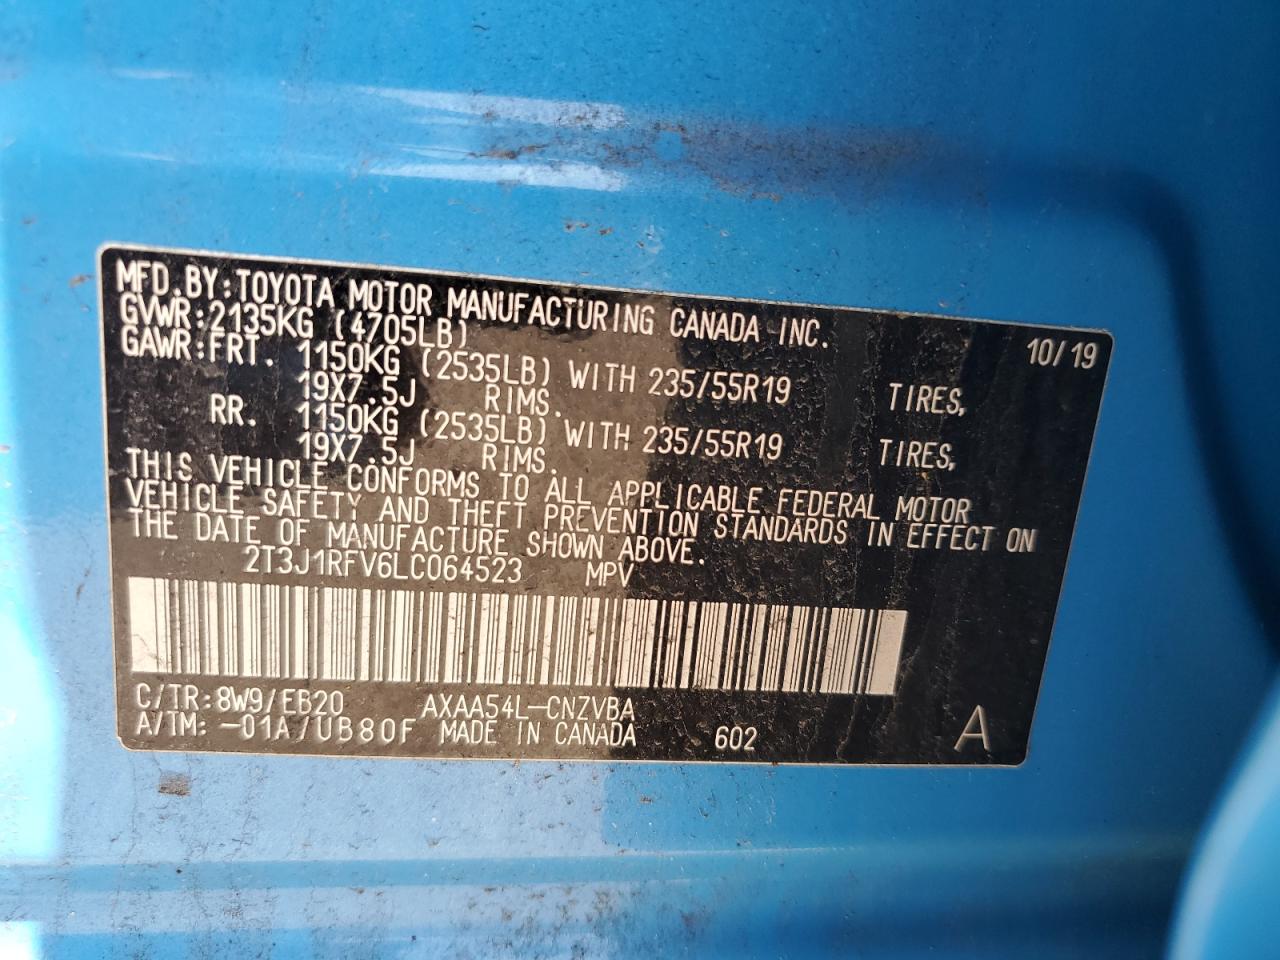 MFD.BY:TOYOTA MOTOR MANUFACTURING CANADA INC. 10/19
GVWR:2135KG (4705LB)
GAWR:FRT. 1150KG (2535LB) WITH 235/55R19 TIRES,
19X7.5J RIMS.
RR. 1150KG (2535LB) WITH 235/55R19 TIRES,
19X7.5J RIMS.
THIS VEHICLE CONFORMS TO ALL APPLICABLE FEDERAL MOTOR
VEHICLE SAFETY AND THEFT PREVENTION STANDARDS IN EFFECT ON
THE DATE OF MANUFACTURE SHOWN ABOVE.
2T3J1RFV6LC064523 MPV
C/TR:8W9/EB20 AXAA54L-CNZVBA
A/TM:-01A/UB80F MADE IN CANADA 602 A